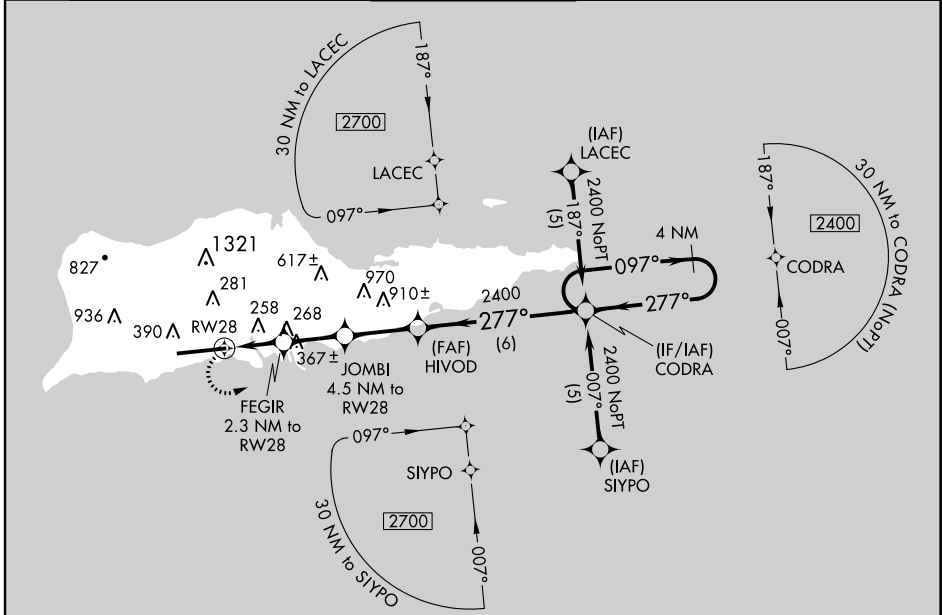 30 NM to LACEC
187°
2700
LACEC
097°
(IAF)
LACEC
2400 NoPT
187°
(5)
4 NM
097°
277°
187°
30 NM to CODRA (NoPT)
2400
CODRA
007°
827
1321
617±
281
970
910±
936
390
258
268
RW28
367±
2400
277°
(6)
(FAF)
HIVOD
JOMBI
4.5 NM to
RW28
FEGIR
2.3 NM to
RW28
(IF/IAF)
CODRA
2400 NoPT
007°
(5)
(IAF)
SIYPO
097°
SIYPO
2700
30 NM to SIYPO
007°